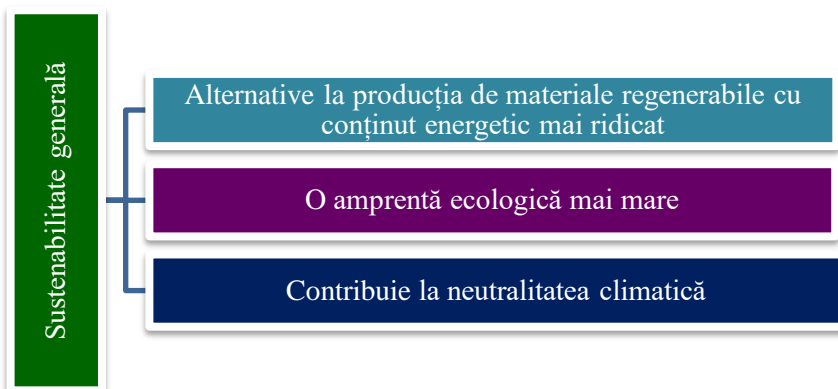 Sustenabilitate generală
Alternative la producția de materiale regenerabile cu
conținut energetic mai ridicat
O amprentă ecologică mai mare
Contribuie la neutralitatea climatică